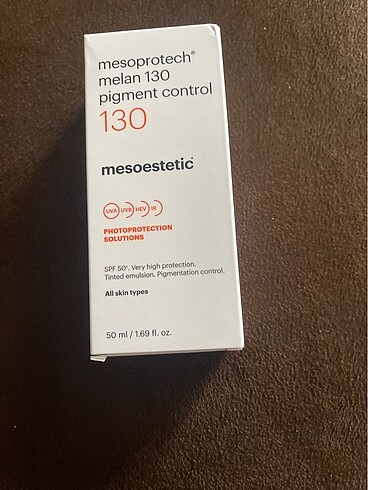 mesoprotech®
melan 130
pigment control
130
mesoestetic®
UVA UVB HEV IR
PHOTOPROTECTION
SOLUTIONS
SPF 50+. Very high protection.
Tinted emulsion. Pigmentation control.
All skin types
50 ml / 1.69 fl. oz.